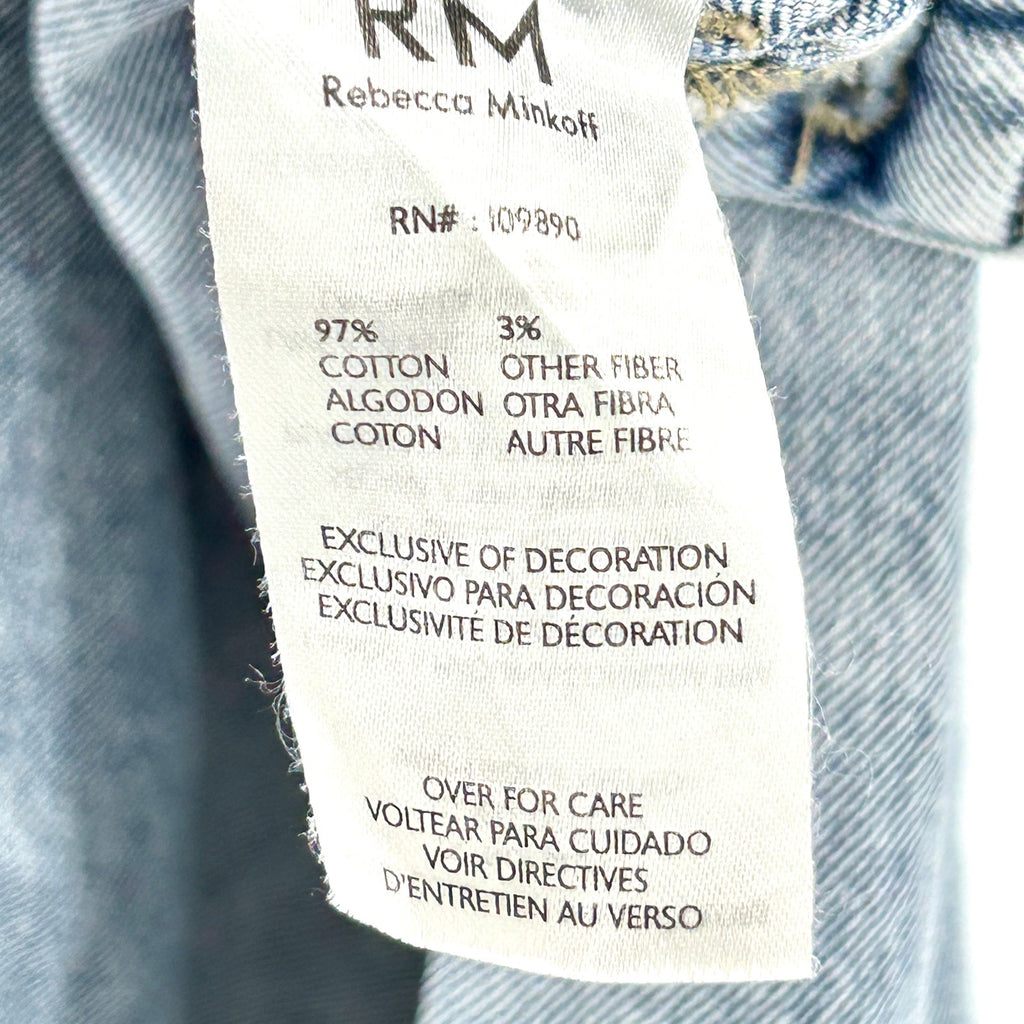 RM
Rebecca Minkoff
RN# : 109890
97% 3%
COTTON OTHER FIBER
ALGODON OTRA FIBRA
COTON AUTRE FIBRE
EXCLUSIVE OF DECORATION
EXCLUSIVO PARA DECORACIÓN
EXCLUSIVITÉ DE DÉCORATION
OVER FOR CARE
VOLTEAR PARA CUIDADO
VOIR DIRECTIVES
D'ENTRETIEN AU VERSO